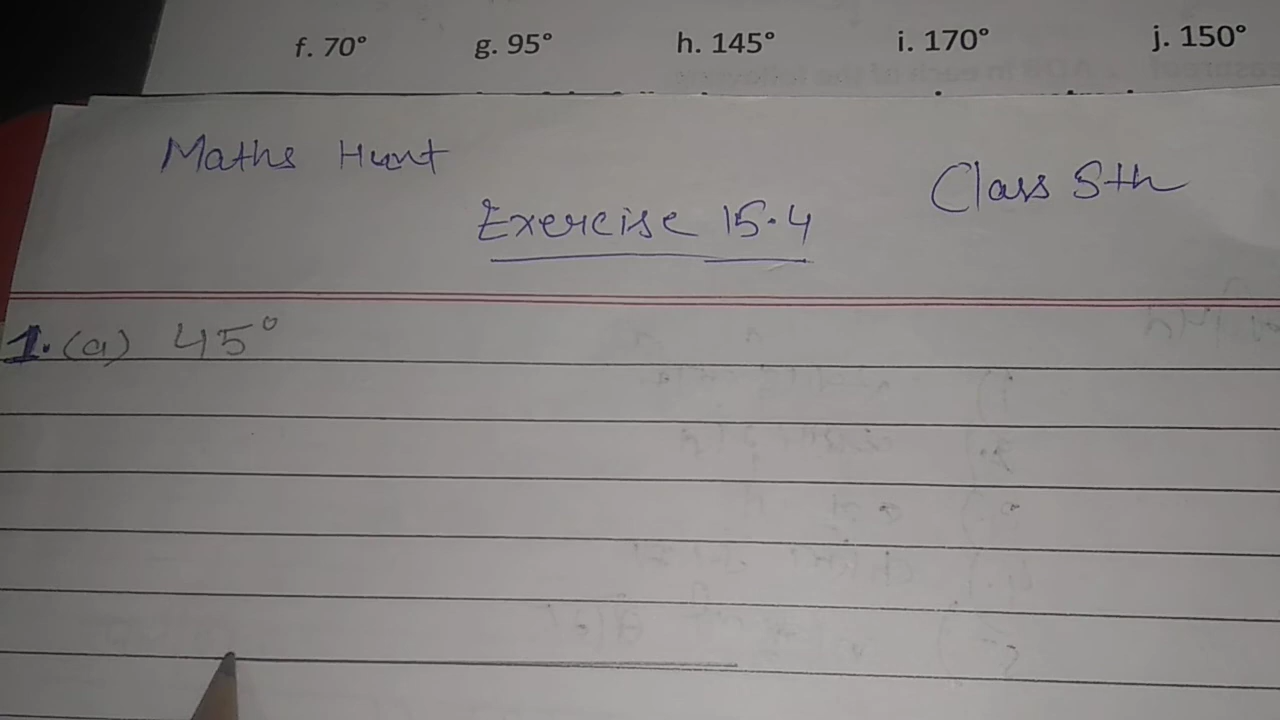 f. 70° g. 95° h. 145° i. 170° j. 150°
Maths Hunt
Class 5th
Exercise 15.4
1. (a) 45°